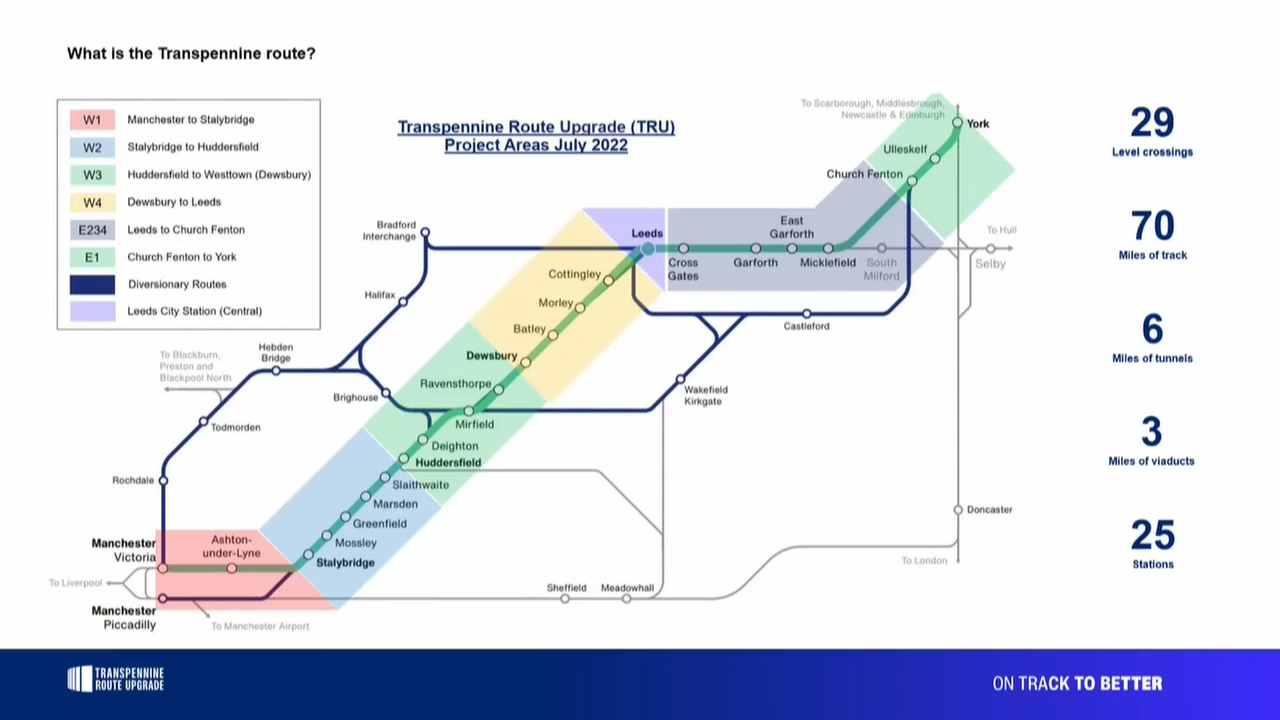 What is the Transpennine route?
W1 Manchester to Stalybridge
W2 Stalybridge to Huddersfield
W3 Huddersfield to Westtown (Dewsbury)
W4 Dewsbury to Leeds
E234 Leeds to Church Fenton
E1 Church Fenton to York
Diversionary Routes
Leeds City Station (Central)
Transpennine Route Upgrade (TRU)
Project Areas July 2022
To Scarborough, Middlesbrough,
Newcastle & Edinburgh
York
Ulleskelf
Church Fenton
Bradford
Interchange
Leeds
East
Garforth
To Hull
Cross
Gates
Garforth
Micklefield
South
Milford
Selby
Cottingley
Halifax
Morley
Castleford
Batley
Hebden
Bridge
Dewsbury
To Blackburn,
Preston and
Blackpool North
Ravensthorpe
Brighouse
Wakefield
Kirkgate
Todmorden
Mirfield
Deighton
Huddersfield
Rochdale
Slaithwaite
Marsden
Greenfield
Doncaster
Manchester
Victoria
Ashton-
under-Lyne
Mossley
Stalybridge
To London
To Liverpool
Sheffield
Meadowhall
Manchester
Piccadilly
To Manchester Airport
29
Level crossings
70
Miles of track
6
Miles of tunnels
3
Miles of viaducts
25
Stations
TRANSPENNINE
ROUTE UPGRADE
ON TRACK TO BETTER